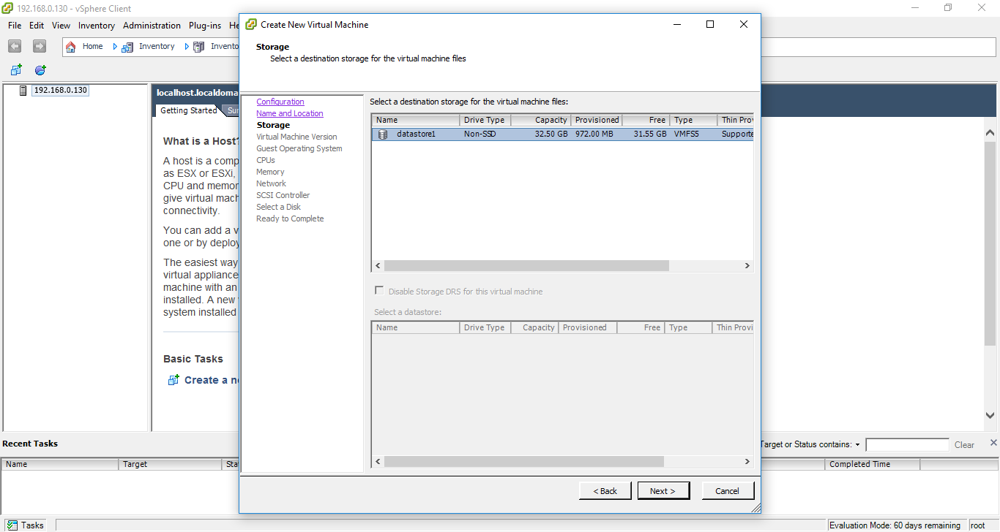 192.168.0.130 - vSphere Client
File Edit View Inventory Administration Plug-ins He
Home Inventory Invento
192.168.0.130
localhost.localdoma
Getting Started Su
What is a Host?
A host is a comp
as ESX or ESXi,
CPU and memor
give virtual mach
connectivity.
You can add a v
one or by deploy
The easiest way
virtual appliance
machine with an
installed. A new
system installed
Basic Tasks
Create a ne
Create New Virtual Machine
Storage
Select a destination storage for the virtual machine files
Configuration
Name and Location
Storage
Virtual Machine Version
Guest Operating System
CPUs
Memory
Network
SCSI Controller
Select a Disk
Ready to Complete
Select a destination storage for the virtual machine files:
Name Drive Type Capacity Provisioned Free Type Thin Prov
datastore1 Non-SSD 32.50 GB 972.00 MB 31.55 GB VMFS5 Supporte
Disable Storage DRS for this virtual machine
Select a datastore:
Name Drive Type Capacity Provisioned Free Type Thin Provi
< Back Next > Cancel
Recent Tasks
Target or Status contains: Clear
Name Target Sta Completed Time
Tasks Evaluation Mode: 60 days remaining root